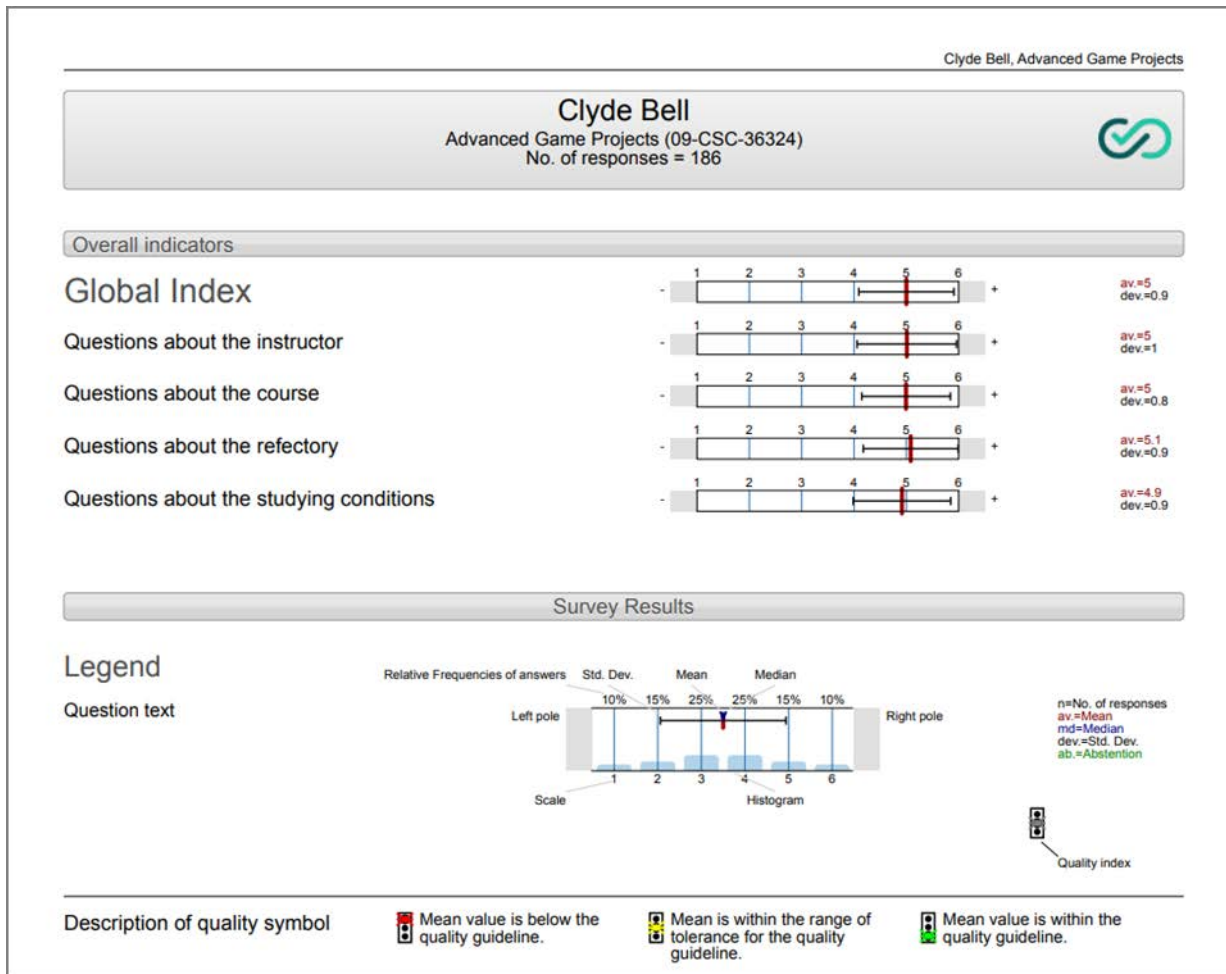 Clyde Bell, Advanced Game Projects
Clyde Bell
Advanced Game Projects (09-CSC-36324)
No. of responses = 186
Overall indicators
Global Index
- 1 2 3 4 5 6 +
av.=5
dev.=0.9
Questions about the instructor
- 1 2 3 4 5 6 +
av.=5
dev.=1
Questions about the course
- 1 2 3 4 5 6 +
av.=5
dev.=0.8
Questions about the refectory
- 1 2 3 4 5 6 +
av.=5.1
dev.=0.9
Questions about the studying conditions
- 1 2 3 4 5 6 +
av.=4.9
dev.=0.9
Survey Results
Legend
Question text
Relative Frequencies of answers Std. Dev. Mean Median
10% 15% 25% 25% 15% 10%
Left pole
Right pole
1 2 3 4 5 6
Scale
Histogram
n=No. of responses
av.=Mean
md=Median
dev.=Std. Dev.
ab.=Abstention
Quality index
Description of quality symbol
Mean value is below the
quality guideline.
Mean is within the range of
tolerance for the quality
guideline.
Mean value is within the
quality guideline.